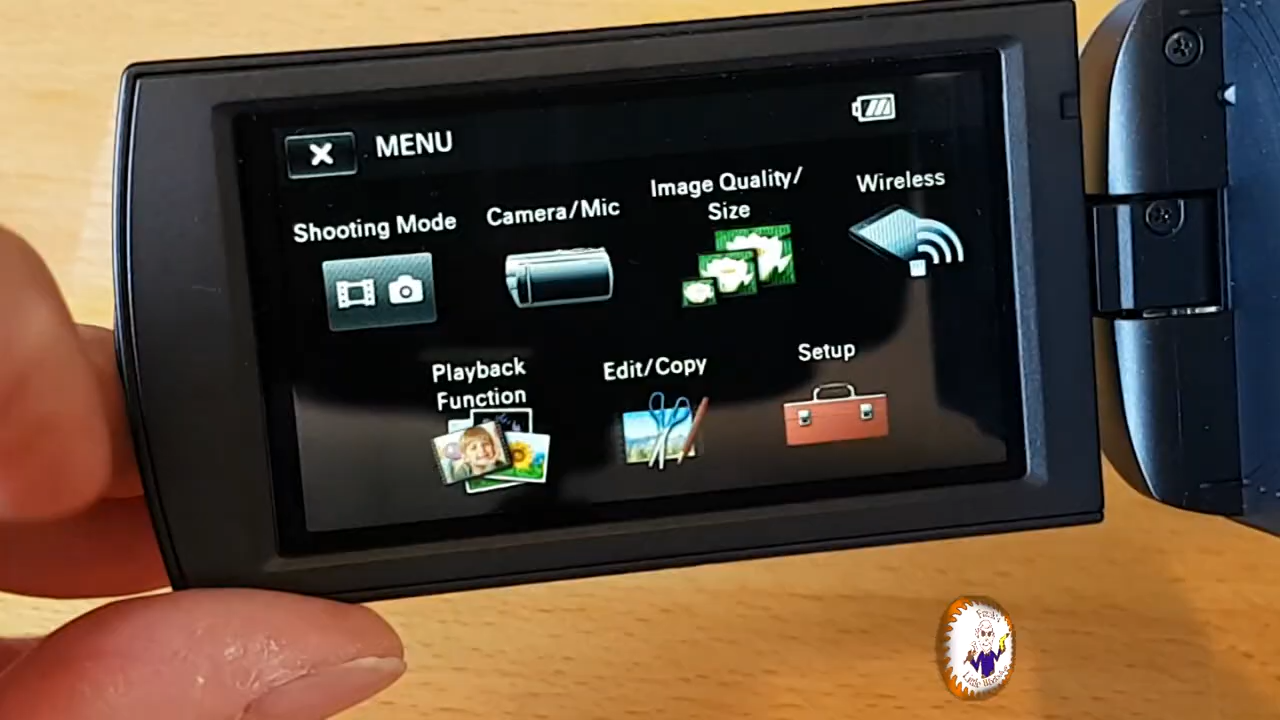 MENU
Shooting Mode
Camera/Mic
Image Quality/
Size
Wireless
Playback
Function
Edit/Copy
Setup